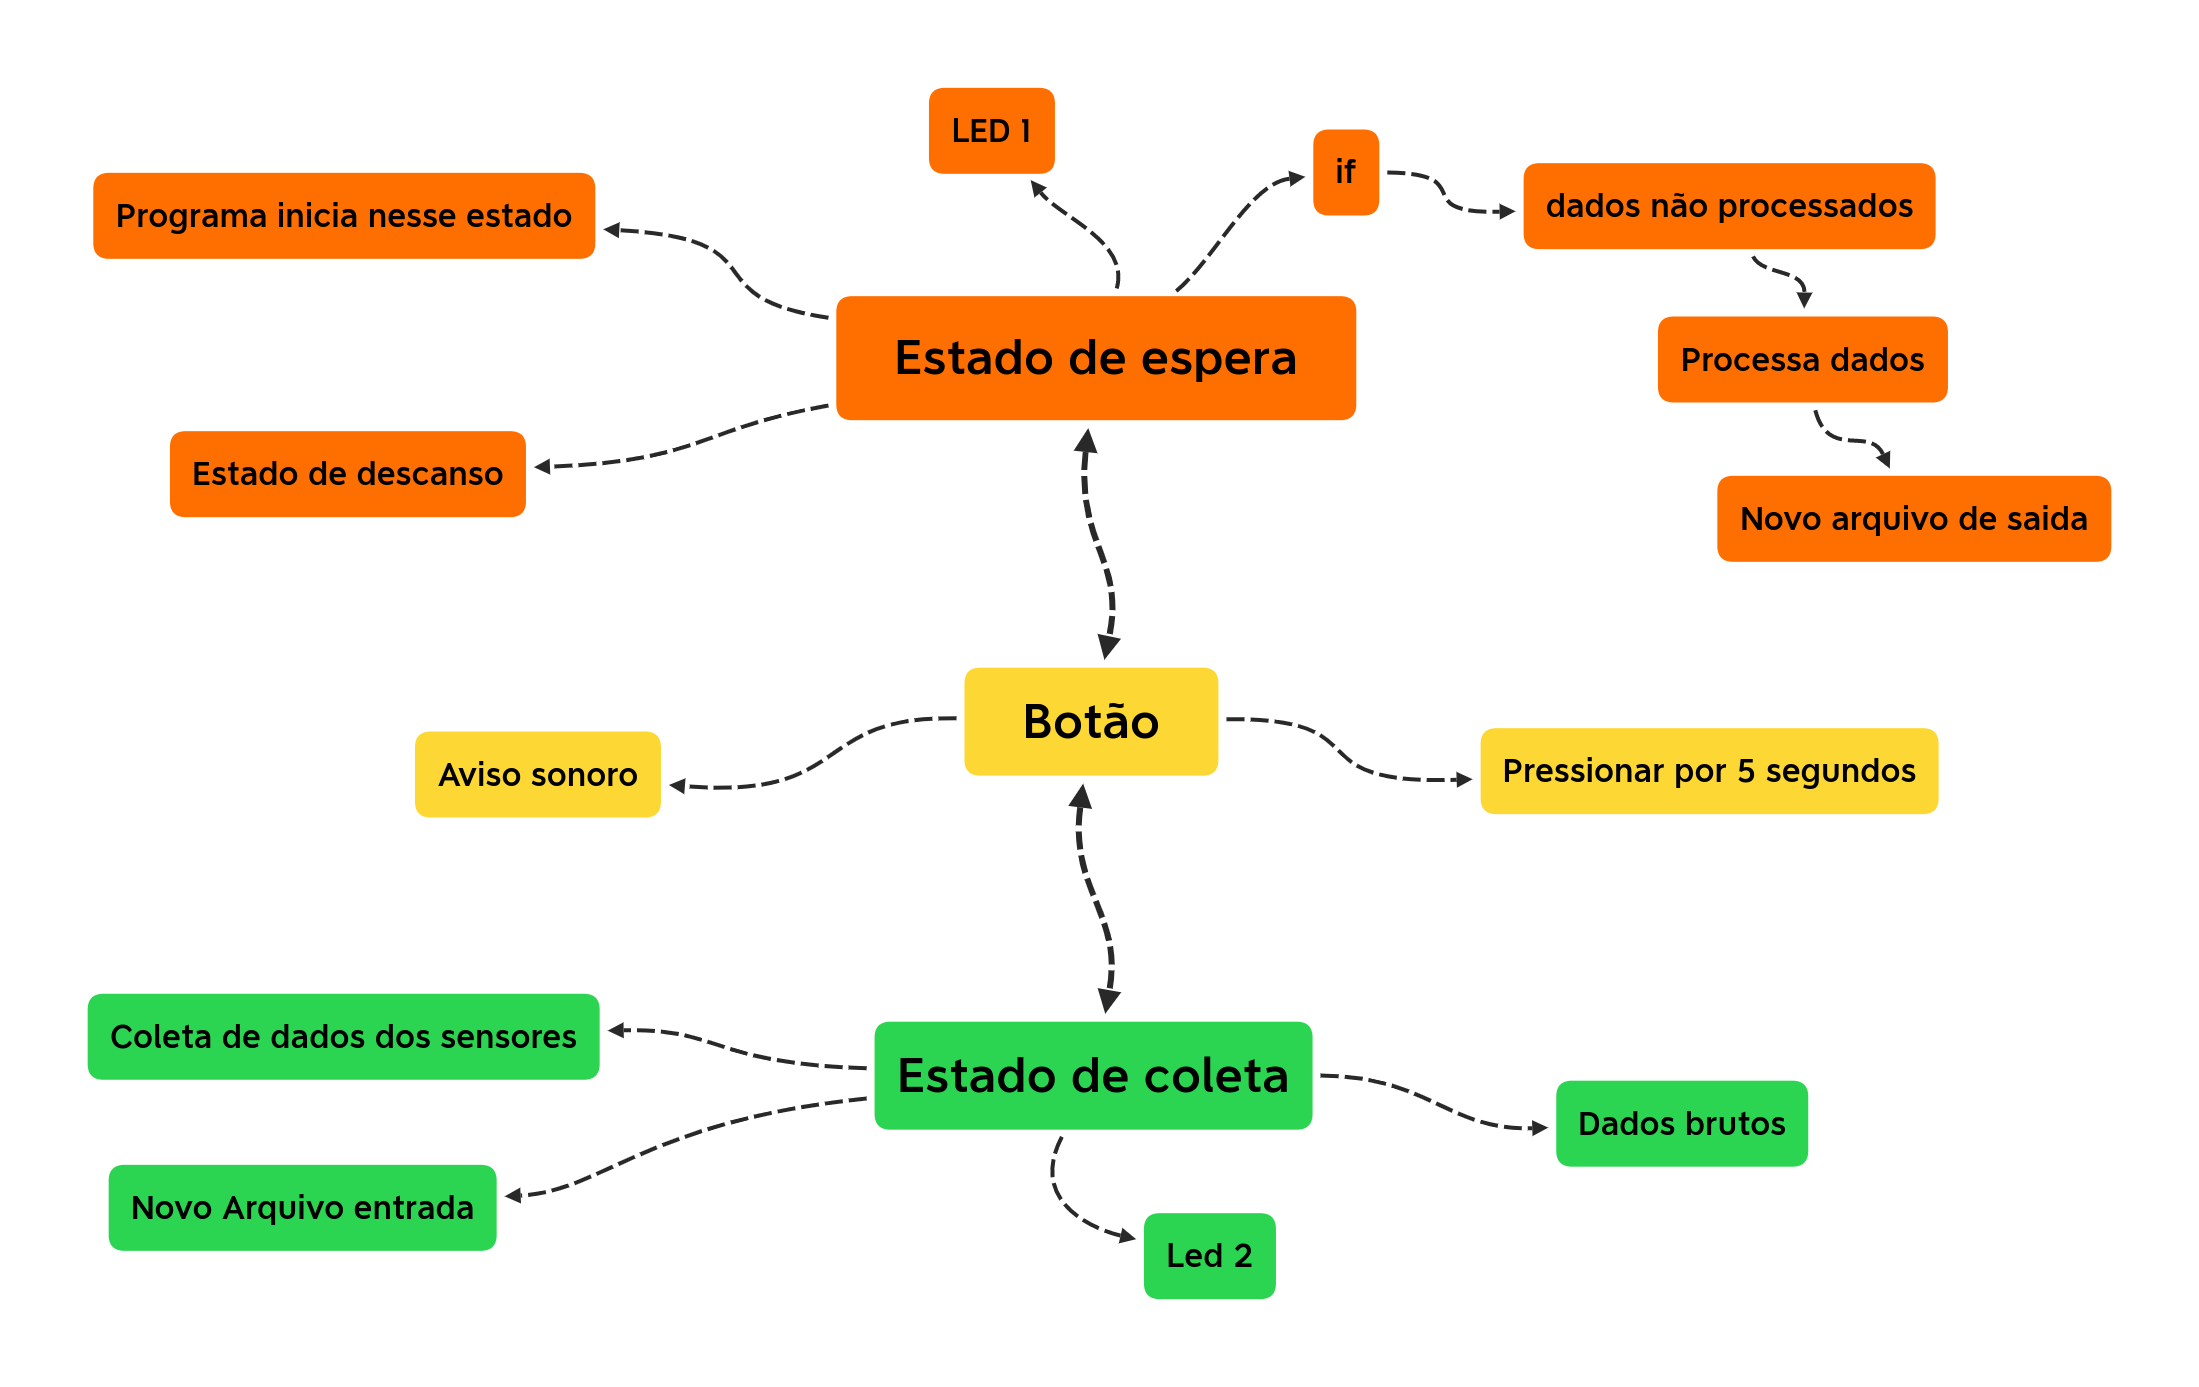 LED 1
if
Programa inicia nesse estado
dados não processados
Estado de espera
Processa dados
Estado de descanso
Novo arquivo de saida
Botão
Aviso sonoro
Pressionar por 5 segundos
Coleta de dados dos sensores
Estado de coleta
Dados brutos
Novo Arquivo entrada
Led 2